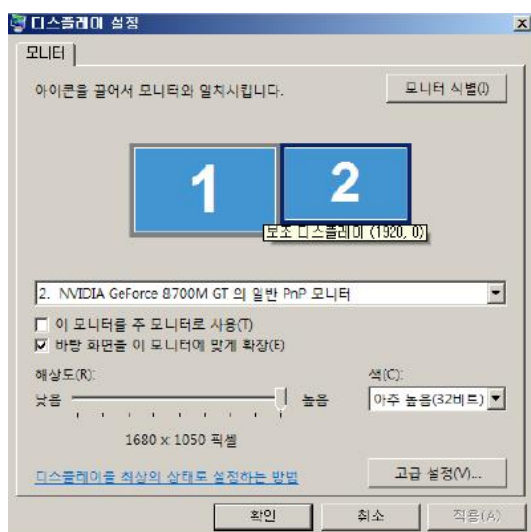 디스플레이 설정
모니터
아이콘을 끌어서 모니터와 일치시킵니다.
모니터 식별(I)
1
2
보조 디스플레이 (1920, 0)
2. NVIDIA GeForce 8700M GT 의 일반 PnP 모니터
이 모니터를 주 모니터로 사용(T)
바탕 화면을 이 모니터에 맞게 확장(E)
해상도(R):
색(C):
낮음
높음
아주 높음(32비트)
1680 x 1050 픽셀
디스플레이를 최상의 상태로 설정하는 방법
고급 설정(V)...
확인
취소
적용(A)